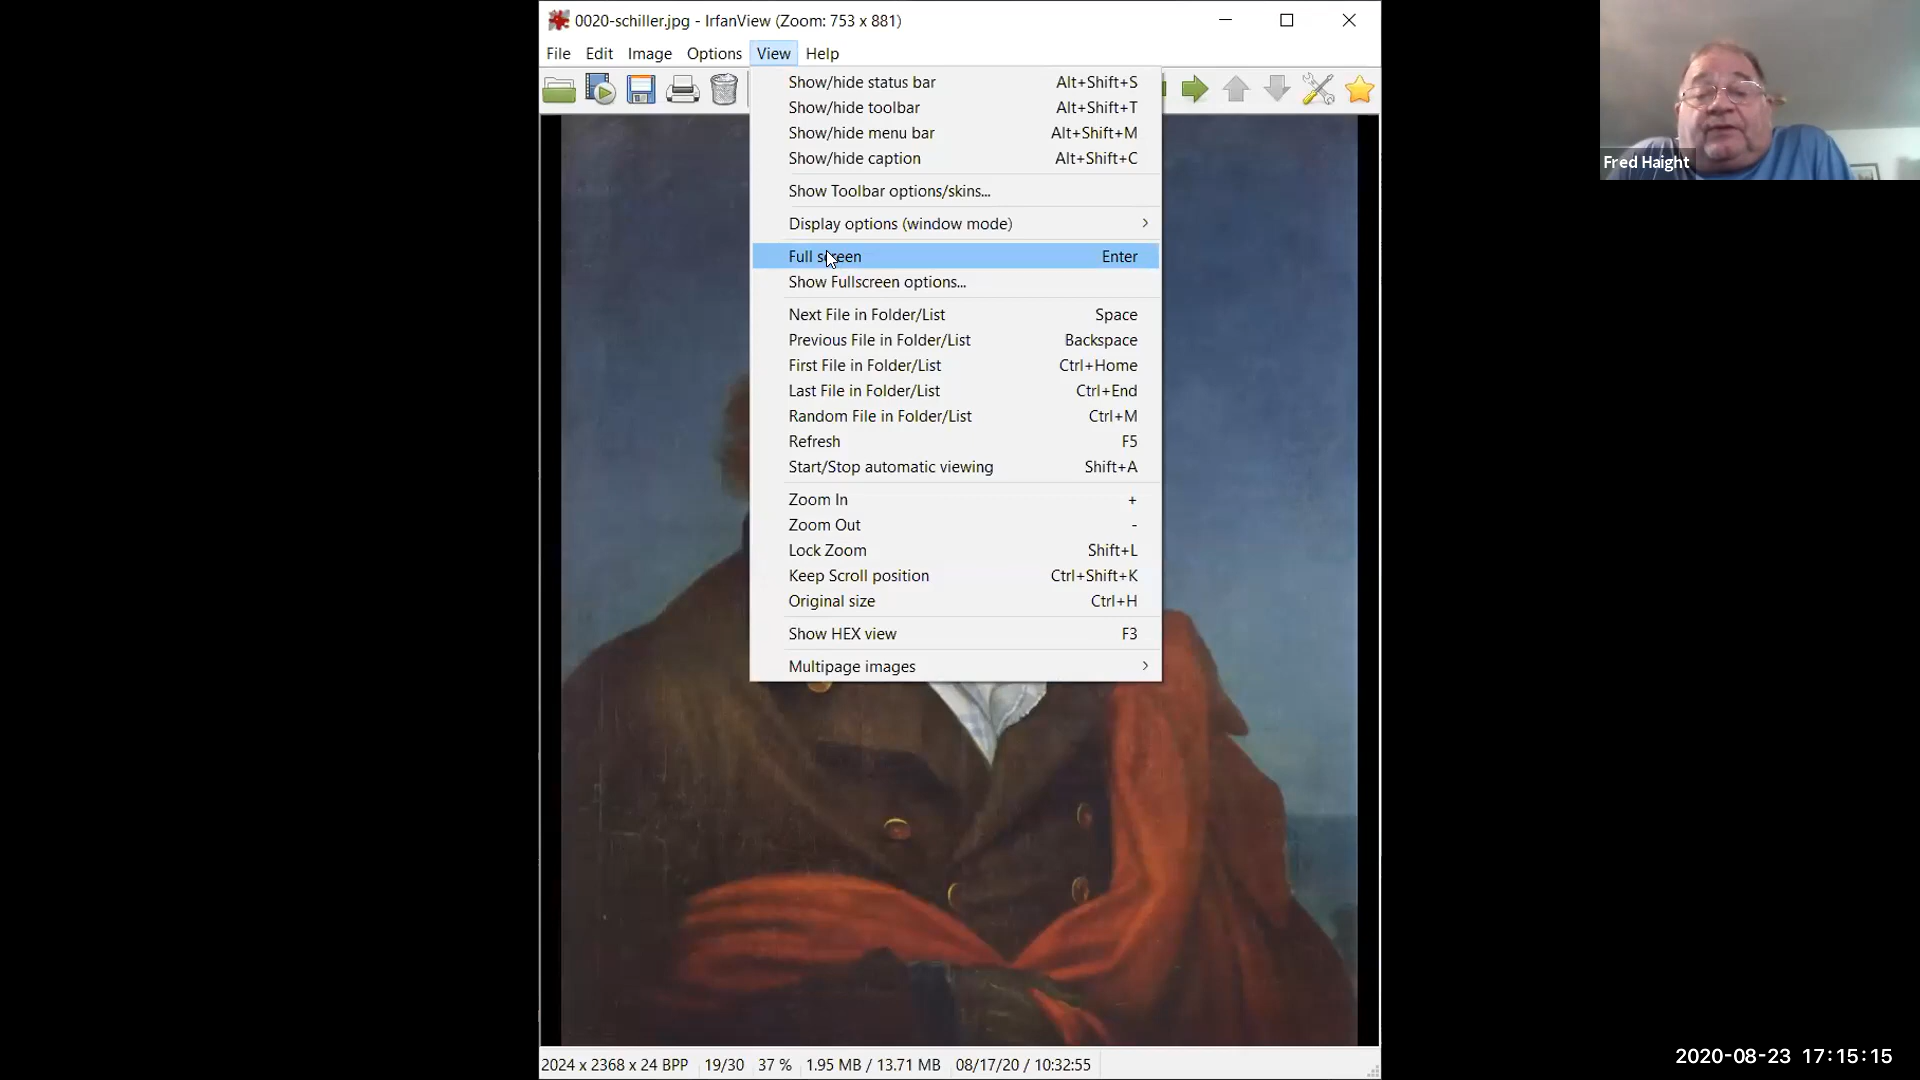 0020-schiller.jpg - IrfanView (Zoom: 753 x 881)
File Edit Image Options View Help
Show/hide status bar Alt+Shift+S
Show/hide toolbar Alt+Shift+T
Show/hide menu bar Alt+Shift+M
Show/hide caption Alt+Shift+C
Show Toolbar options/skins...
Display options (window mode)
Full screen Enter
Show Fullscreen options...
Next File in Folder/List Space
Previous File in Folder/List Backspace
First File in Folder/List Ctrl+Home
Last File in Folder/List Ctrl+End
Random File in Folder/List Ctrl+M
Refresh F5
Start/Stop automatic viewing Shift+A
Zoom In +
Zoom Out -
Lock Zoom Shift+L
Keep Scroll position Ctrl+Shift+K
Original size Ctrl+H
Show HEX view F3
Multipage images
2024 x 2368 x 24 BPP 19/30 37 % 1.95 MB / 13.71 MB 08/17/20 / 10:32:55
Fred Haight
2020-08-23 17:15:15